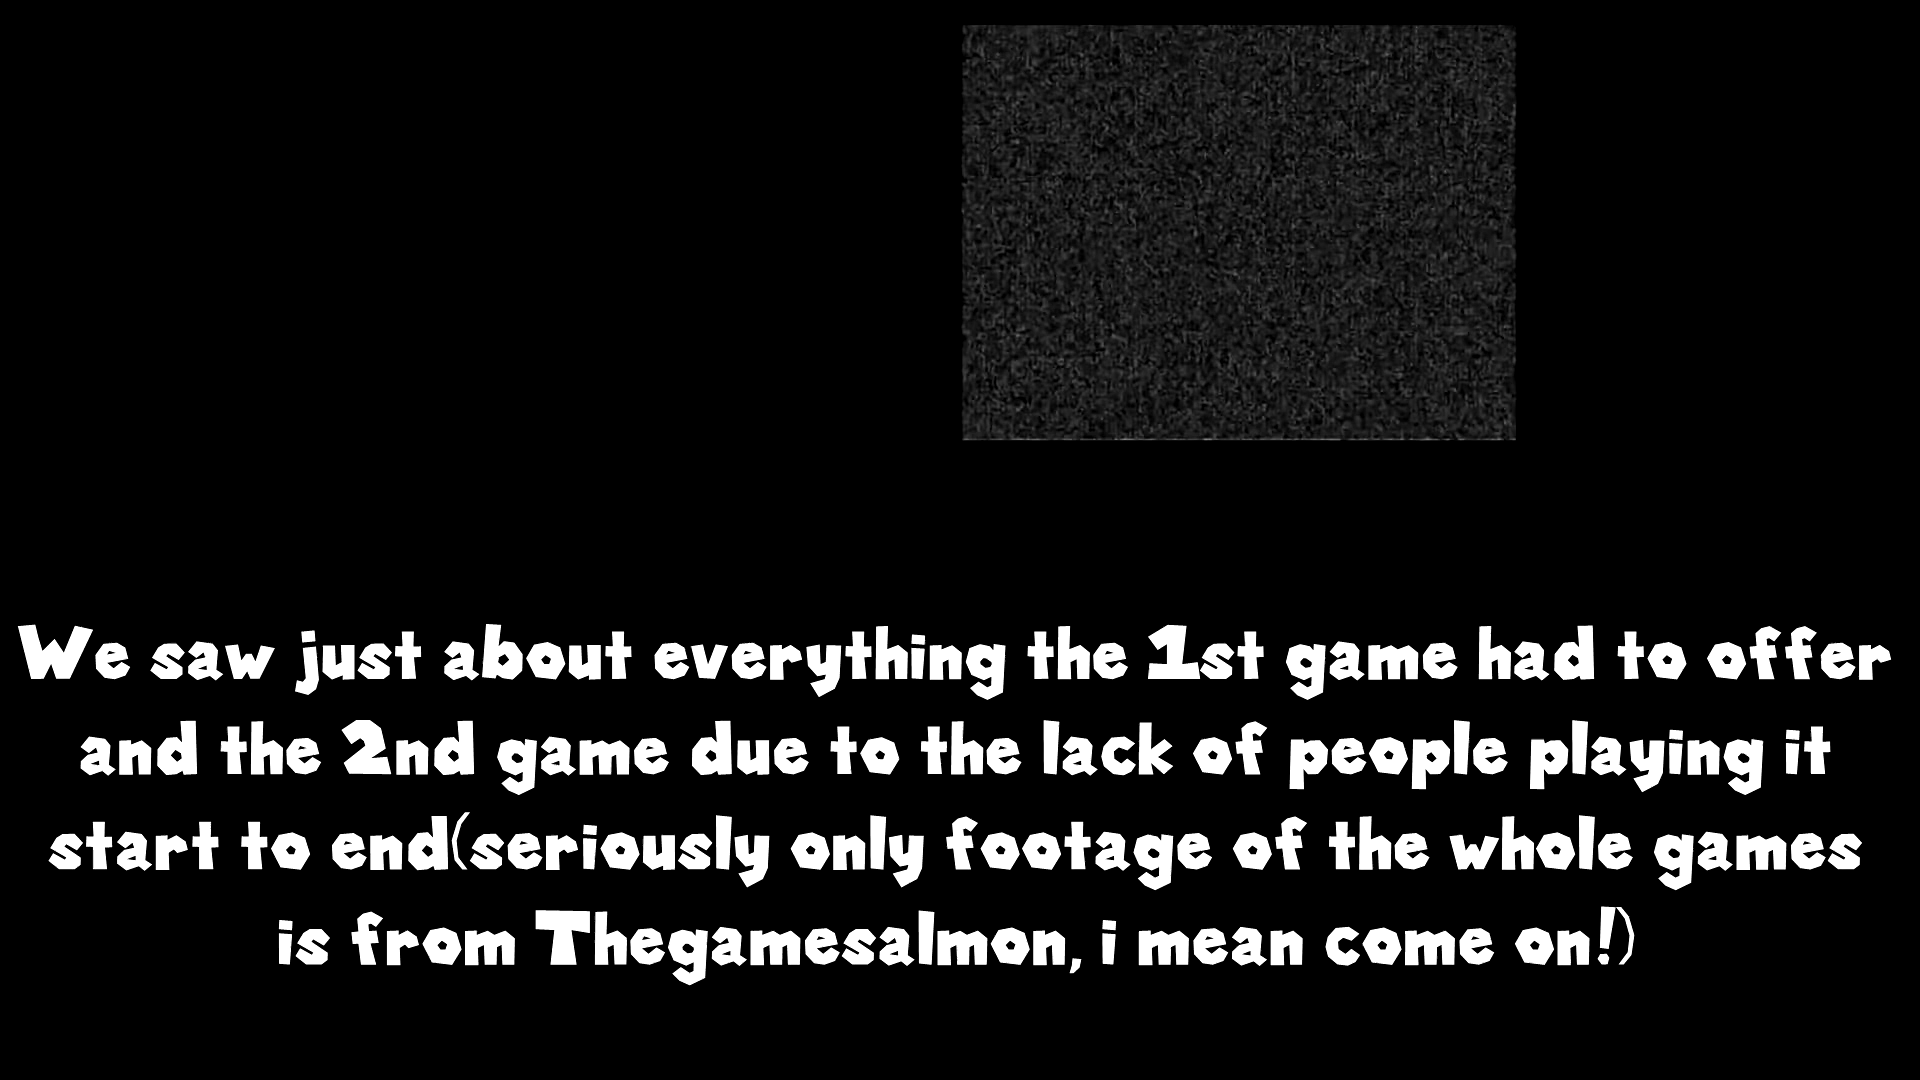 We saw just about everything the 1st game had to offer
and the 2nd game due to the lack of people playing it
start to end(seriously only footage of the whole games
is from Thegamesalmon, i mean come on!)